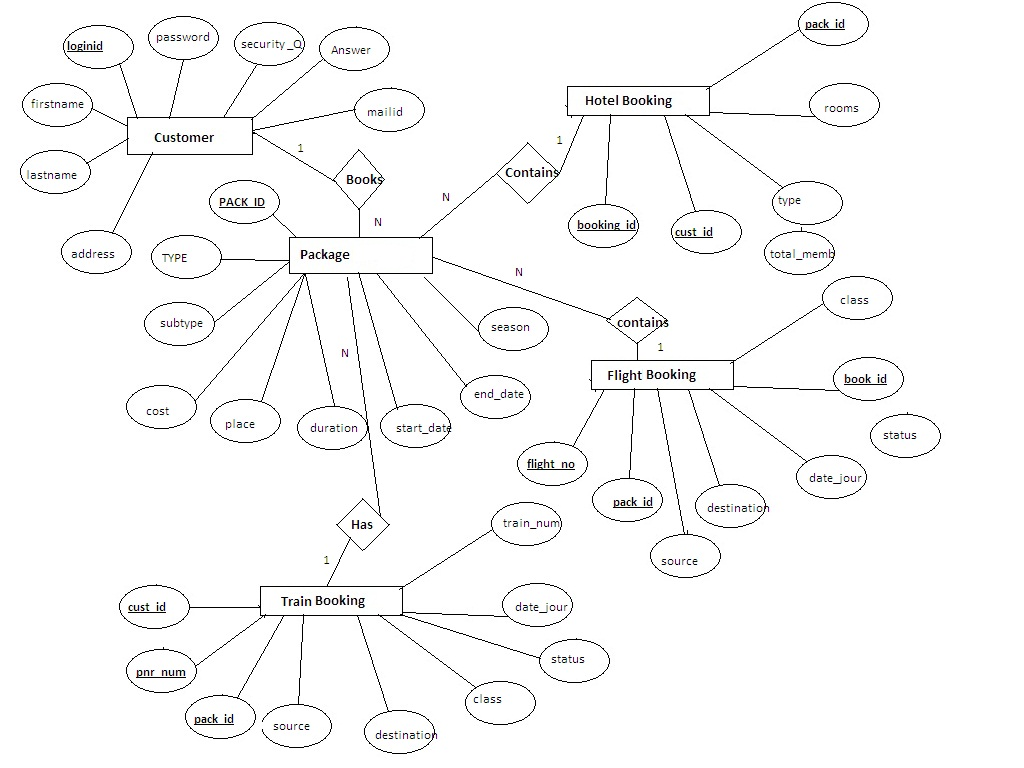 pack_id
loginid
password
security_Q
Answer
firstname
mailid
rooms
Hotel Booking
Customer
1
1
Contains
lastname
Books
N
PACK_ID
type
booking_id
cust_id
N
address
TYPE
Package
total_memb
N
class
subtype
season
contains
1
N
Flight Booking
book_id
cost
place
duration
start_date
end_date
status
flight_no
pack_id
destination
date_jour
Has
train_num
source
1
Train Booking
cust_id
date_jour
pnr_num
status
pack_id
source
destination
class